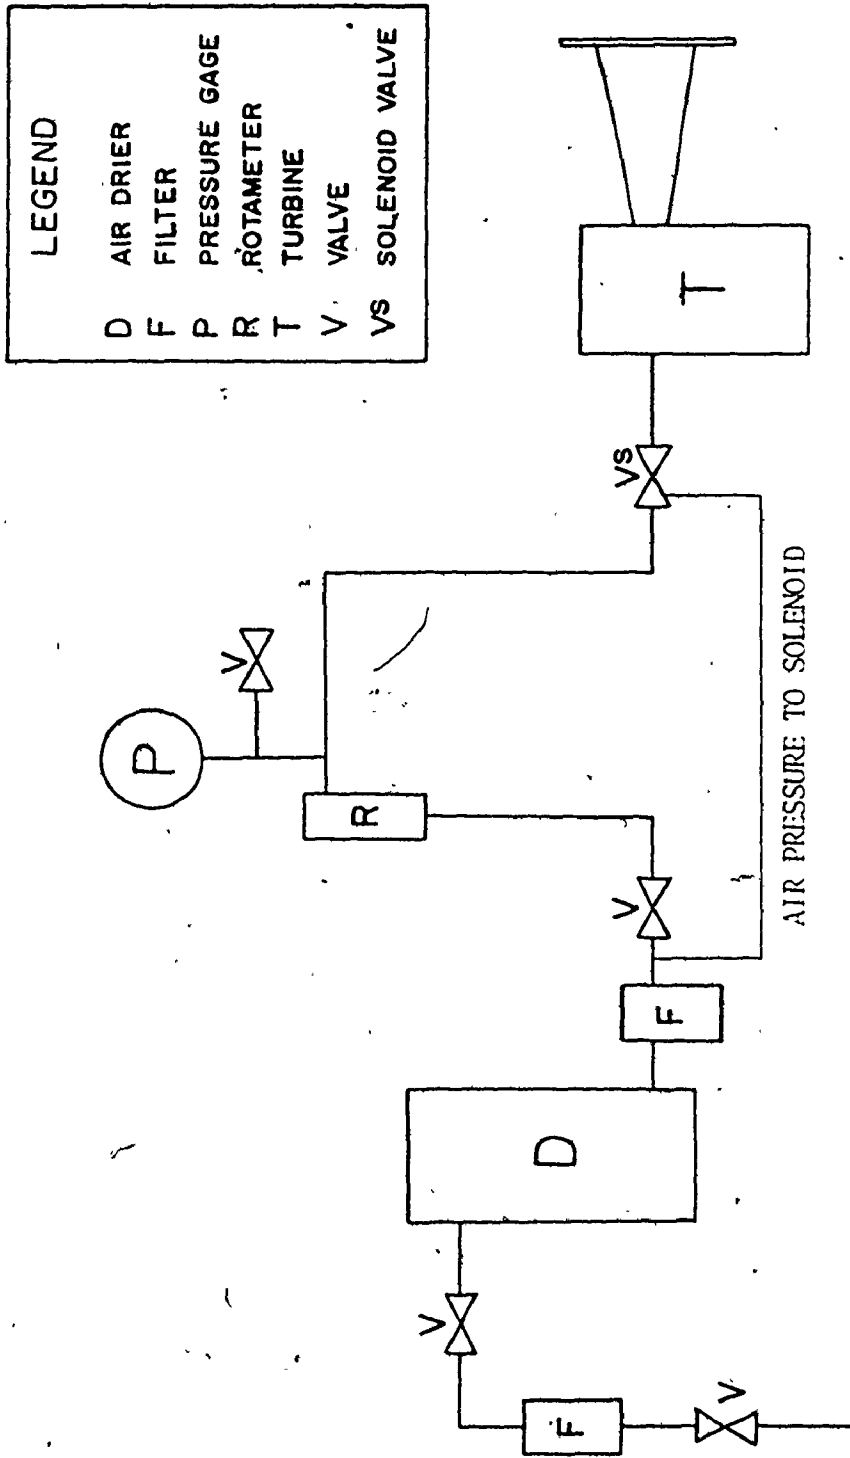 LEGEND
D AIR DRIER
F FILTER
P PRESSURE GAGE
R ROTAMETER
T TURBINE
V VALVE
VS SOLENOID VALVE
P
V
R
V
VS
T
F
D
V
F
V
AIR PRESSURE TO SOLENOID